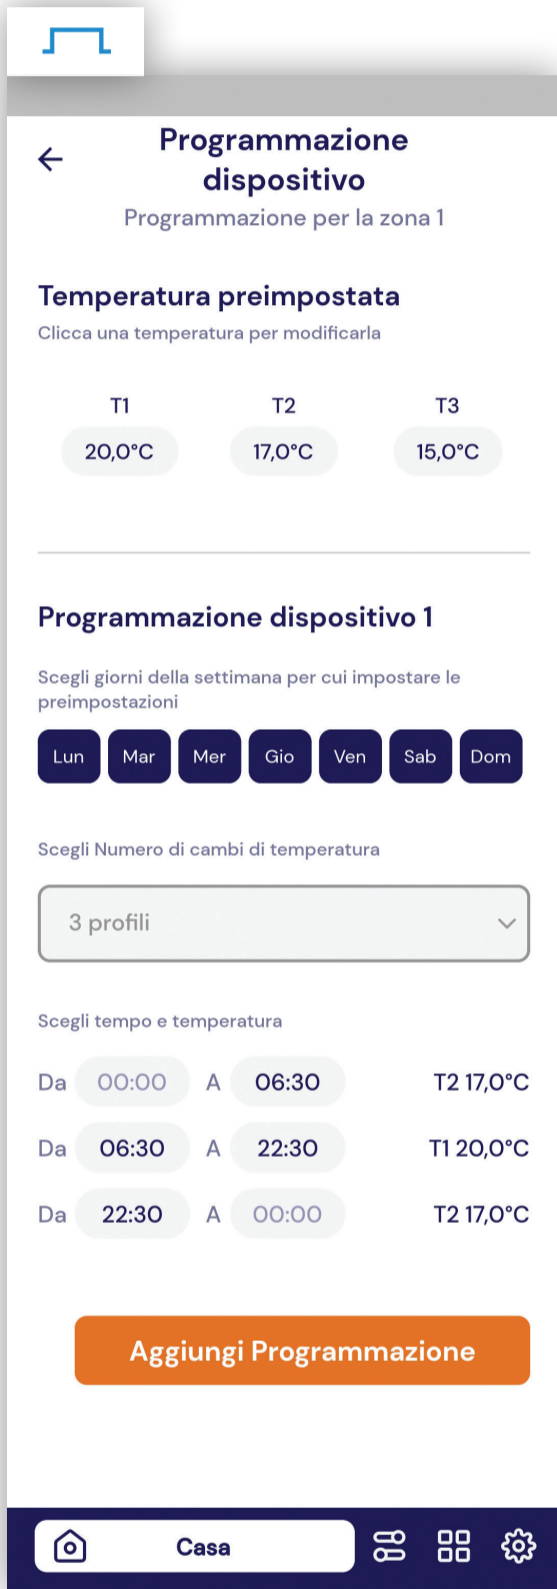 Programmazione
dispositivo
Programmazione per la zona 1
Temperatura preimpostata
Clicca una temperatura per modificarla
T1 T2 T3
20,0°C 17,0°C 15,0°C
Programmazione dispositivo 1
Scegli giorni della settimana per cui impostare le
preimpostazioni
Lun Mar Mer Gio Ven Sab Dom
Scegli Numero di cambi di temperatura
3 profili
Scegli tempo e temperatura
Da 00:00 A 06:30 T2 17,0°C
Da 06:30 A 22:30 T1 20,0°C
Da 22:30 A 00:00 T2 17,0°C
Aggiungi Programmazione
Casa